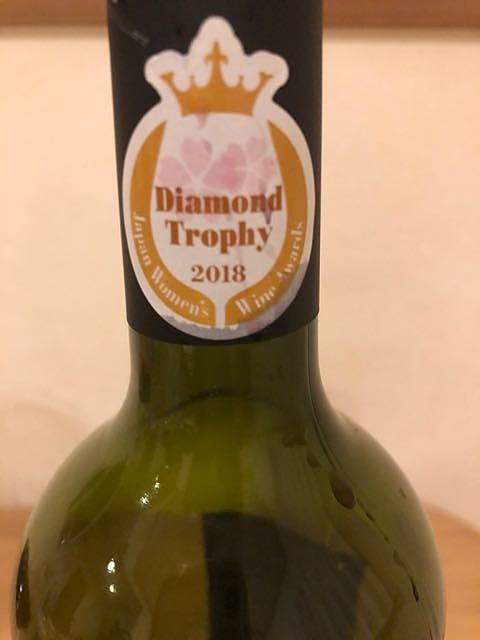 Diamond
Trophy
2018
Japan Women's
Wine Awards